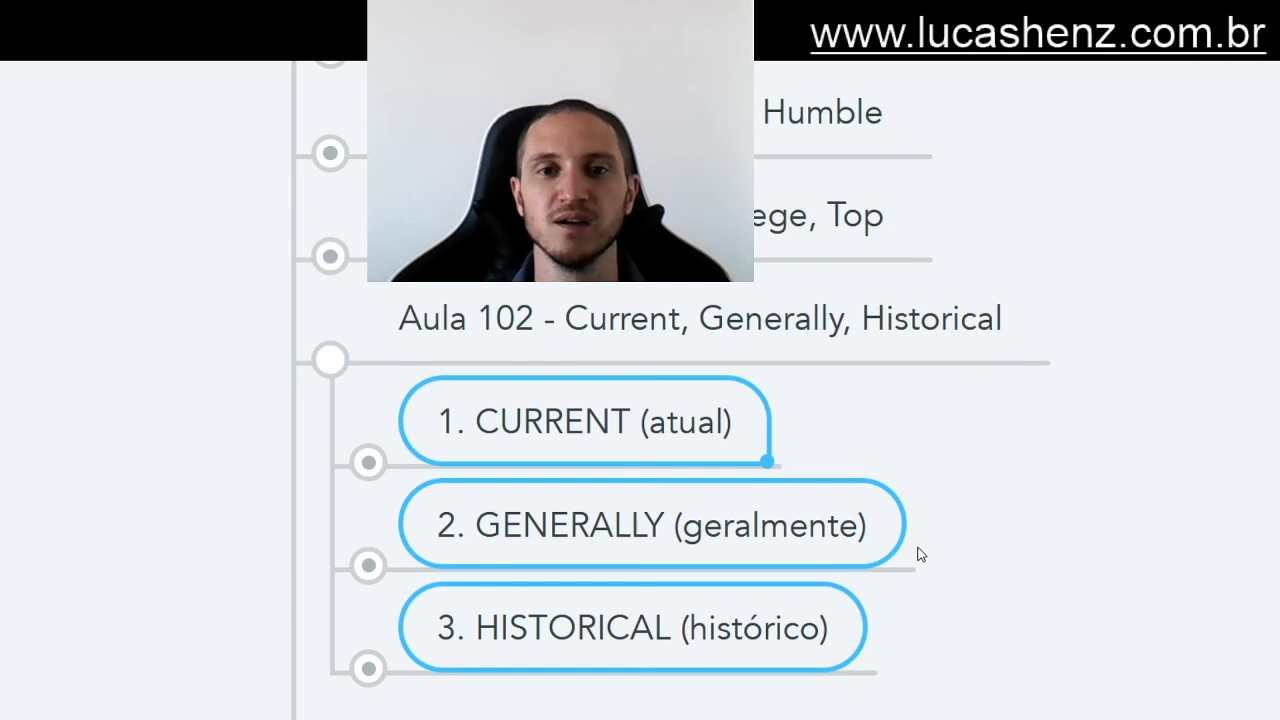 www.lucashenz.com.br
Humble
Top
Aula 102 - Current, Generally, Historical
1. CURRENT (atual)
2. GENERALLY (geralmente)
3. HISTORICAL (histórico)